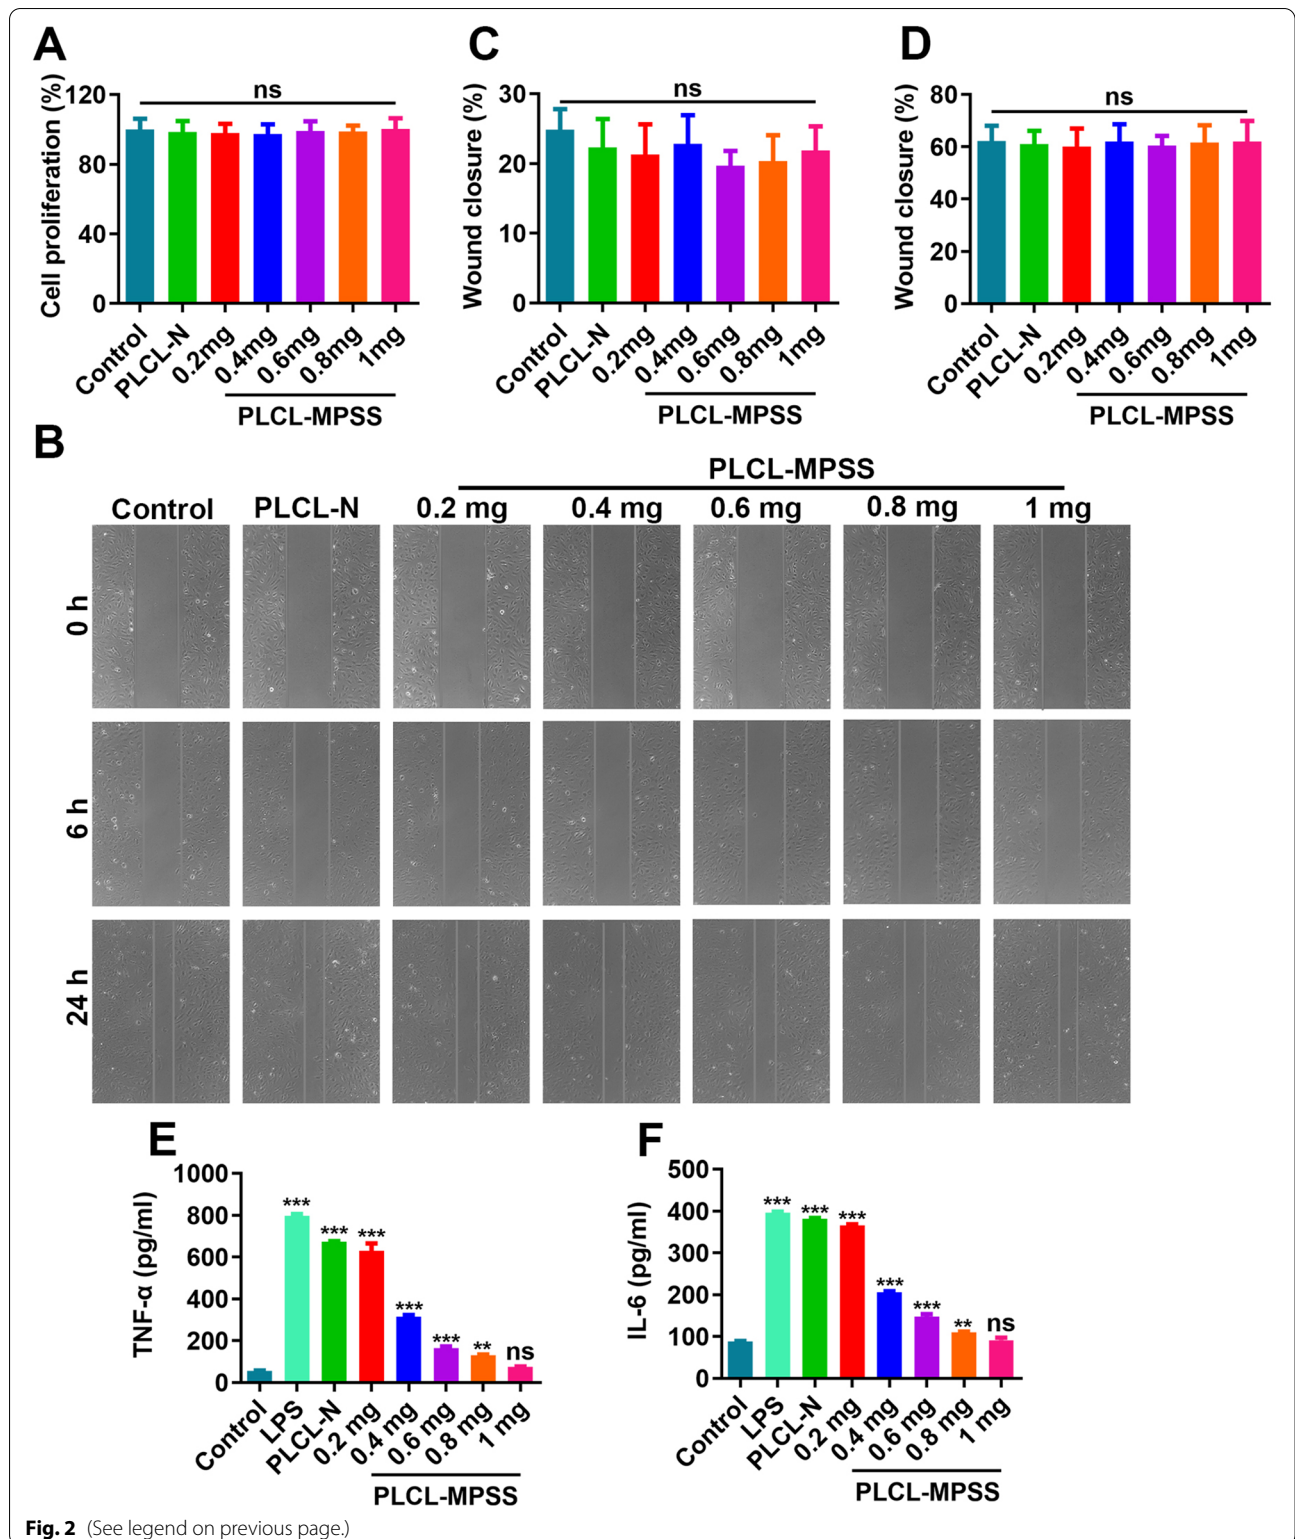 A
Cell proliferation (%)
120
80
40
0
ns
Control
PLCL-N
0.2mg
0.4mg
0.6mg
0.8mg
1mg
PLCL-MPSS
C
Wound closure (%)
30
20
10
0
ns
Control
PLCL-N
0.2mg
0.4mg
0.6mg
0.8mg
1mg
PLCL-MPSS
D
Wound closure (%)
80
60
40
20
0
ns
Control
PLCL-N
0.2mg
0.4mg
0.6mg
0.8mg
1mg
PLCL-MPSS
B
PLCL-MPSS
Control PLCL-N 0.2 mg 0.4 mg 0.6 mg 0.8 mg 1 mg
0 h
6 h
24 h
E
TNF-α (pg/ml)
1000
800
600
400
200
0
*** *** *** *** *** ** ns
Control
LPS
PLCL-N
0.2 mg
0.4 mg
0.6 mg
0.8 mg
1 mg
PLCL-MPSS
F
IL-6 (pg/ml)
500
400
300
200
100
0
*** *** *** *** *** ** ns
Control
LPS
PLCL-N
0.2 mg
0.4 mg
0.6 mg
0.8 mg
1 mg
PLCL-MPSS
Fig. 2 (See legend on previous page.)